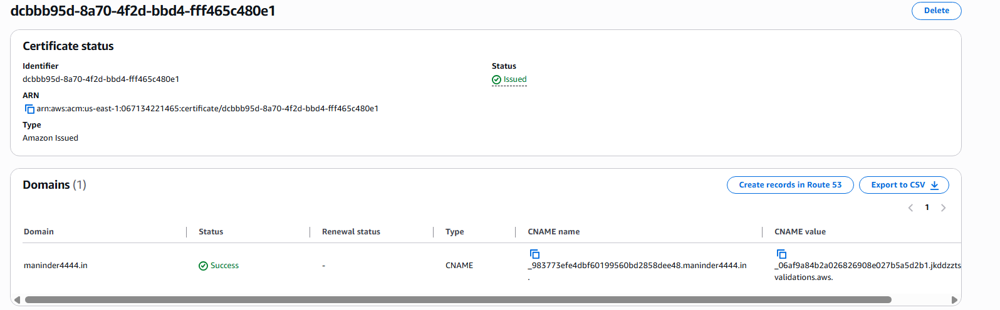 dcbbb95d-8a70-4f2d-bbd4-fff465c480e1
Delete
Certificate status
Identifier
dcbbb95d-8a70-4f2d-bbd4-fff465c480e1
Status
Issued
ARN
arn:aws:acm:us-east-1:067134221465:certificate/dcbbb95d-8a70-4f2d-bbd4-fff465c480e1
Type
Amazon Issued
Domains (1)
Create records in Route 53
Export to CSV
1
Domain
Status
Renewal status
Type
CNAME name
CNAME value
maninder4444.in
Success
-
CNAME
_983773efe4dbf60199560bd2858dee48.maninder4444.in
.
_06af9a84b2a026826908e027b5a5d2b1.jkddzzts
validations.aws.